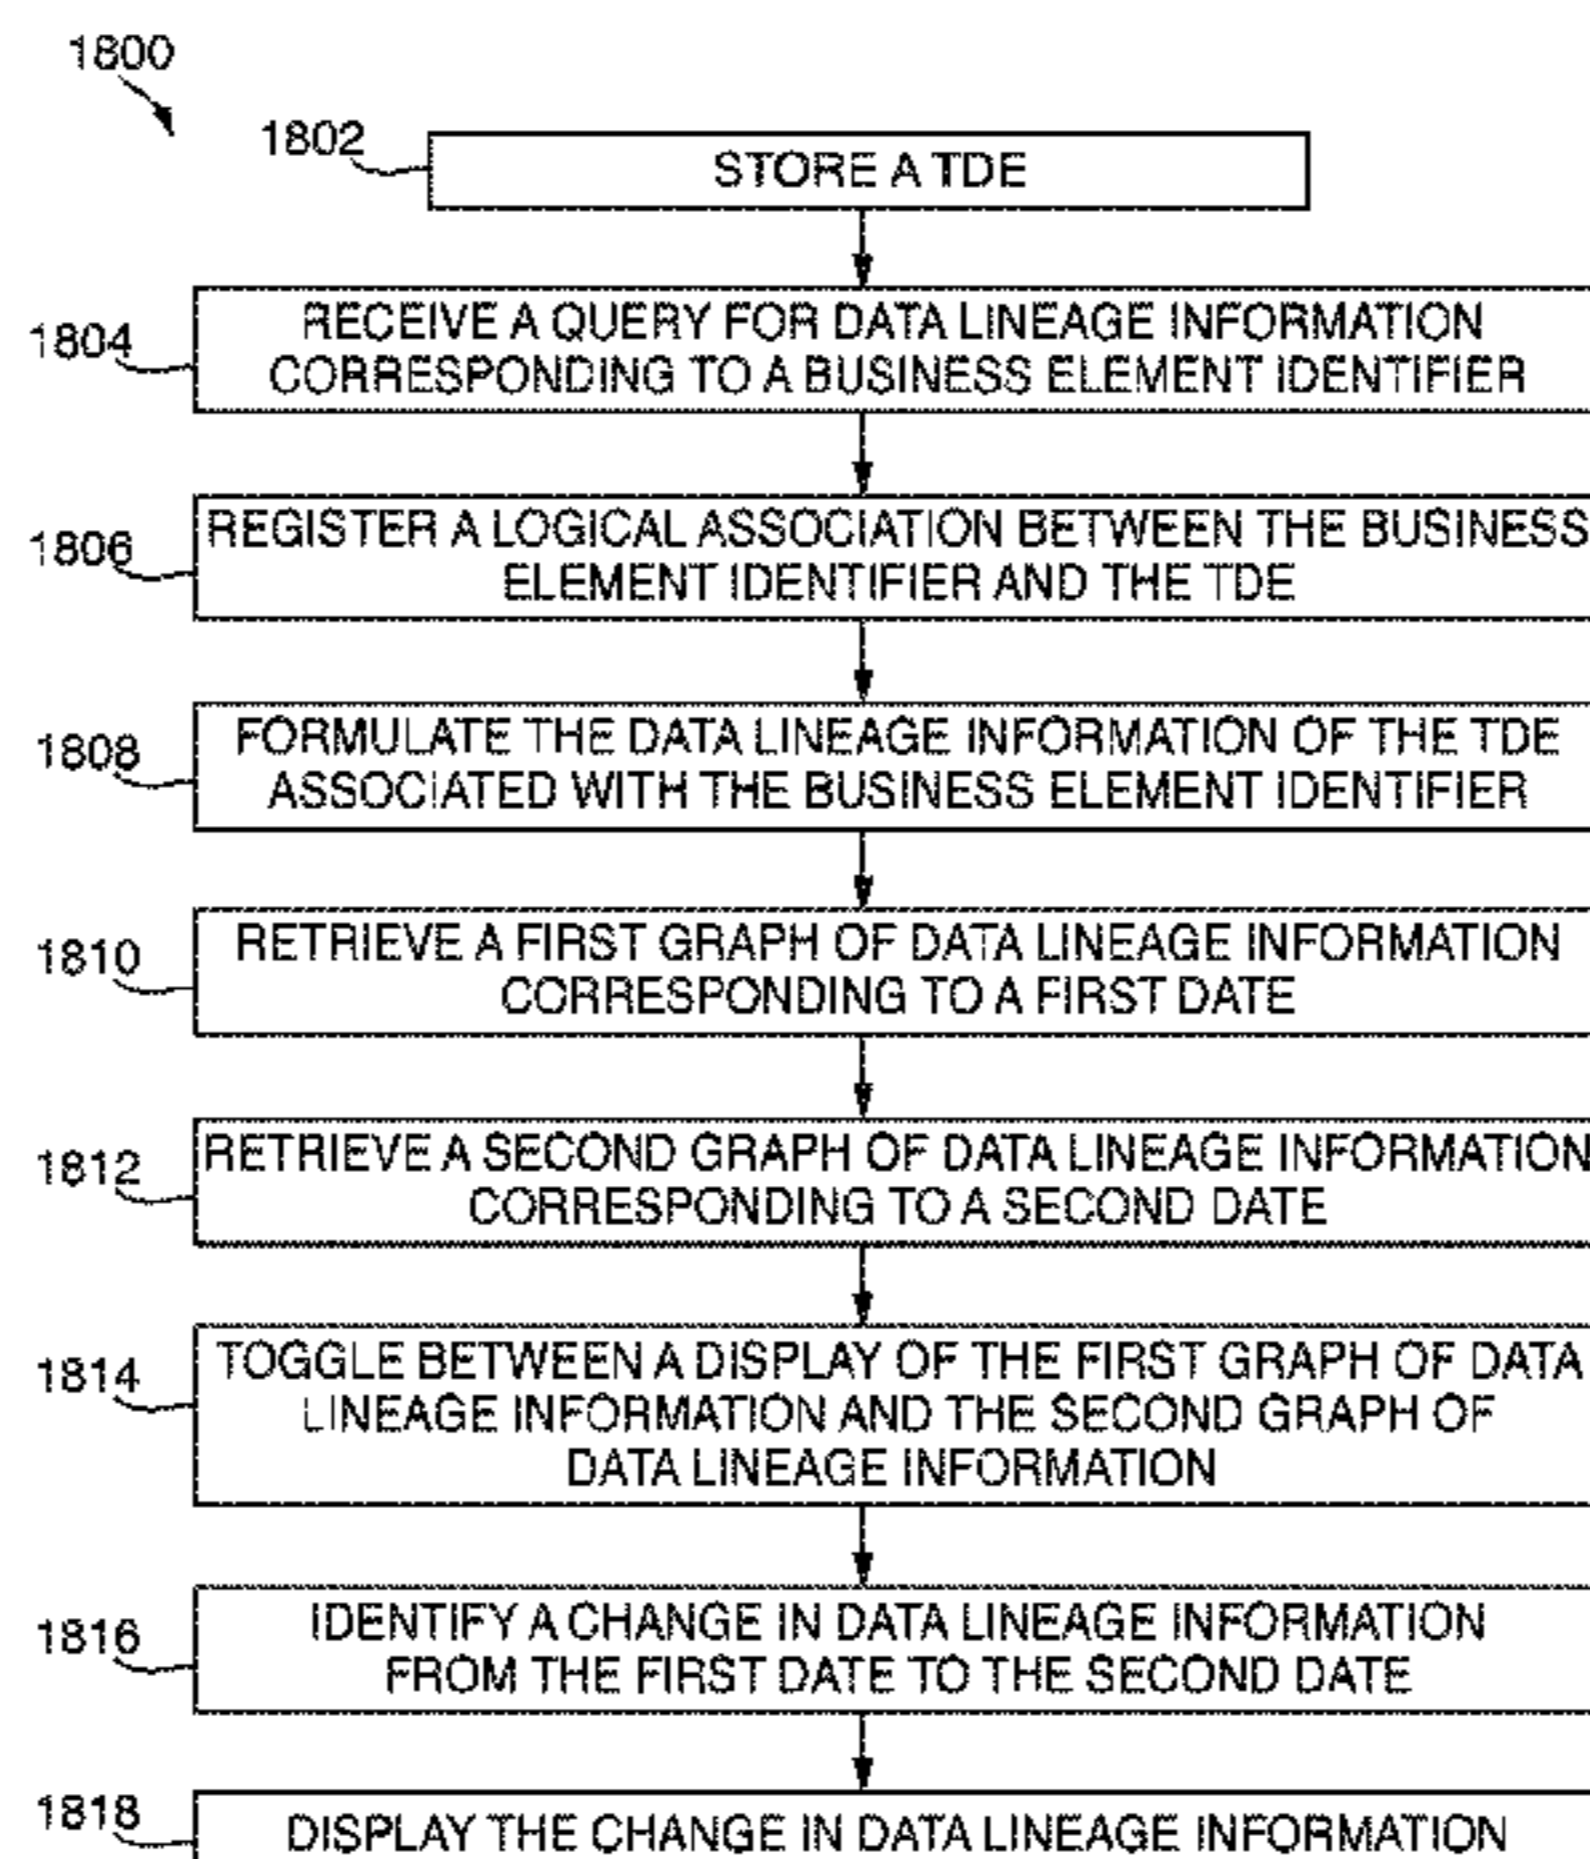 1800
1802
STORE A TDE
1804
RECEIVE A QUERY FOR DATA LINEAGE INFORMATION
CORRESPONDING TO A BUSINESS ELEMENT IDENTIFIER
1806
REGISTER A LOGICAL ASSOCIATION BETWEEN THE BUSINESS
ELEMENT IDENTIFIER AND THE TDE
1808
FORMULATE THE DATA LINEAGE INFORMATION OF THE TDE
ASSOCIATED WITH THE BUSINESS ELEMENT IDENTIFIER
1810
RETRIEVE A FIRST GRAPH OF DATA LINEAGE INFORMATION
CORRESPONDING TO A FIRST DATE
1812
RETRIEVE A SECOND GRAPH OF DATA LINEAGE INFORMATION
CORRESPONDING TO A SECOND DATE
1814
TOGGLE BETWEEN A DISPLAY OF THE FIRST GRAPH OF DATA
LINEAGE INFORMATION AND THE SECOND GRAPH OF
DATA LINEAGE INFORMATION
1816
IDENTIFY A CHANGE IN DATA LINEAGE INFORMATION
FROM THE FIRST DATE TO THE SECOND DATE
1818
DISPLAY THE CHANGE IN DATA LINEAGE INFORMATION